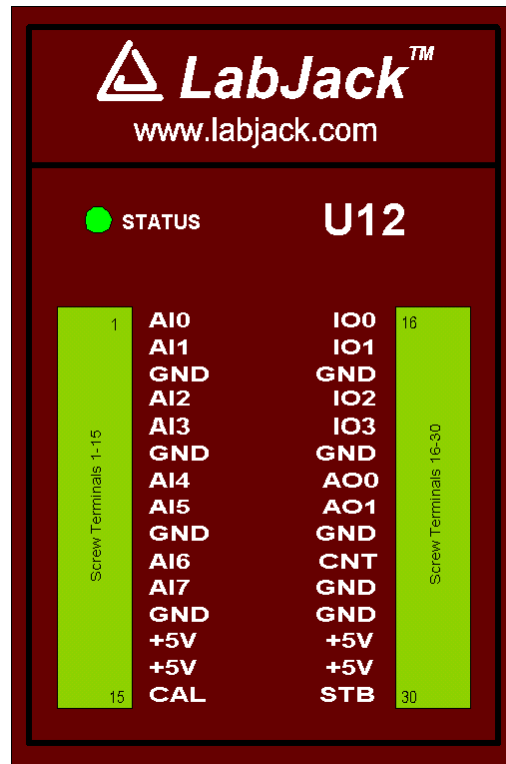 LabJack™
www.labjack.com
STATUS
U12
1 AI0 IO0 16
AI1 IO1
GND GND
AI2 IO2
AI3 IO3
GND GND
AI4 AO0
AI5 AO1
GND GND
AI6 CNT
AI7 GND
GND GND
+5V +5V
+5V +5V
15 CAL STB 30
Screw Terminals 1-15
Screw Terminals 16-30